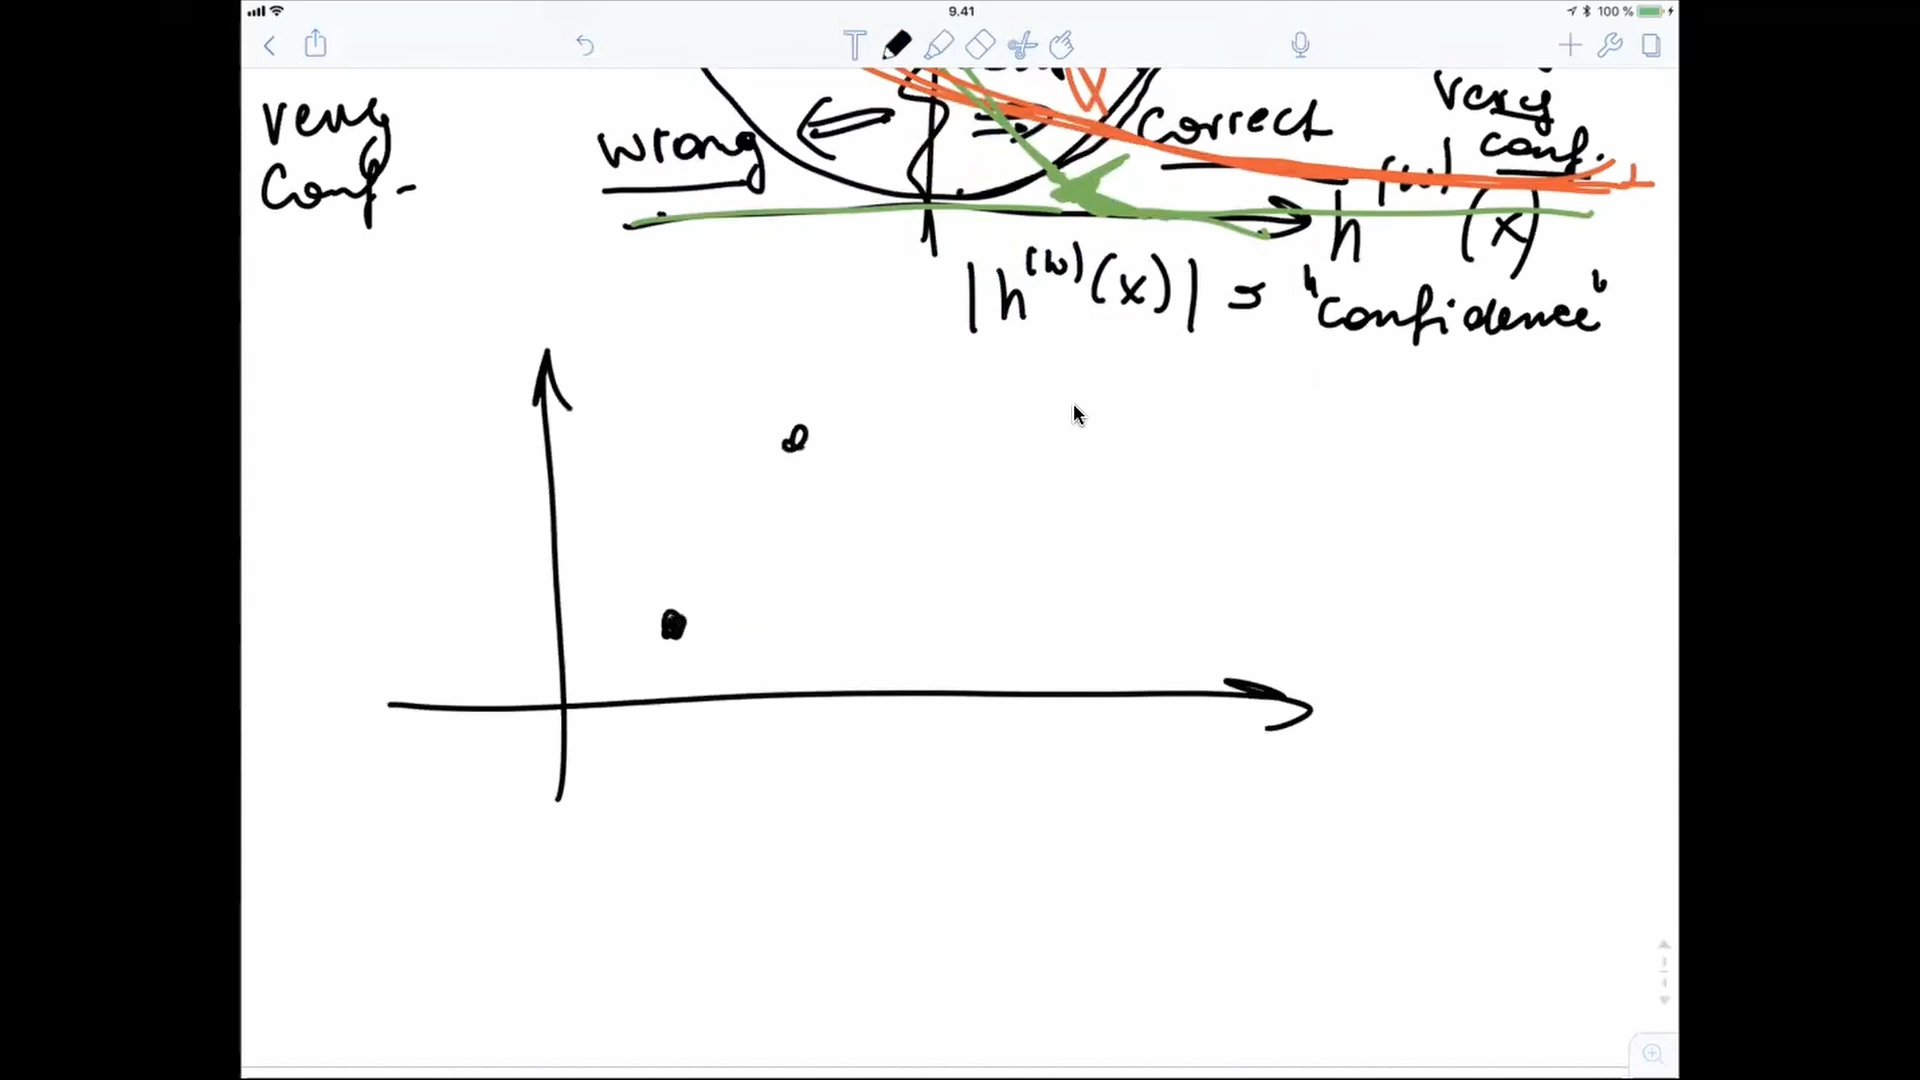 9.41
100 %
T
very
conf.
wrong
correct
very
conf.
h^(w)(x)
|h^(w)(x)| = "confidence"